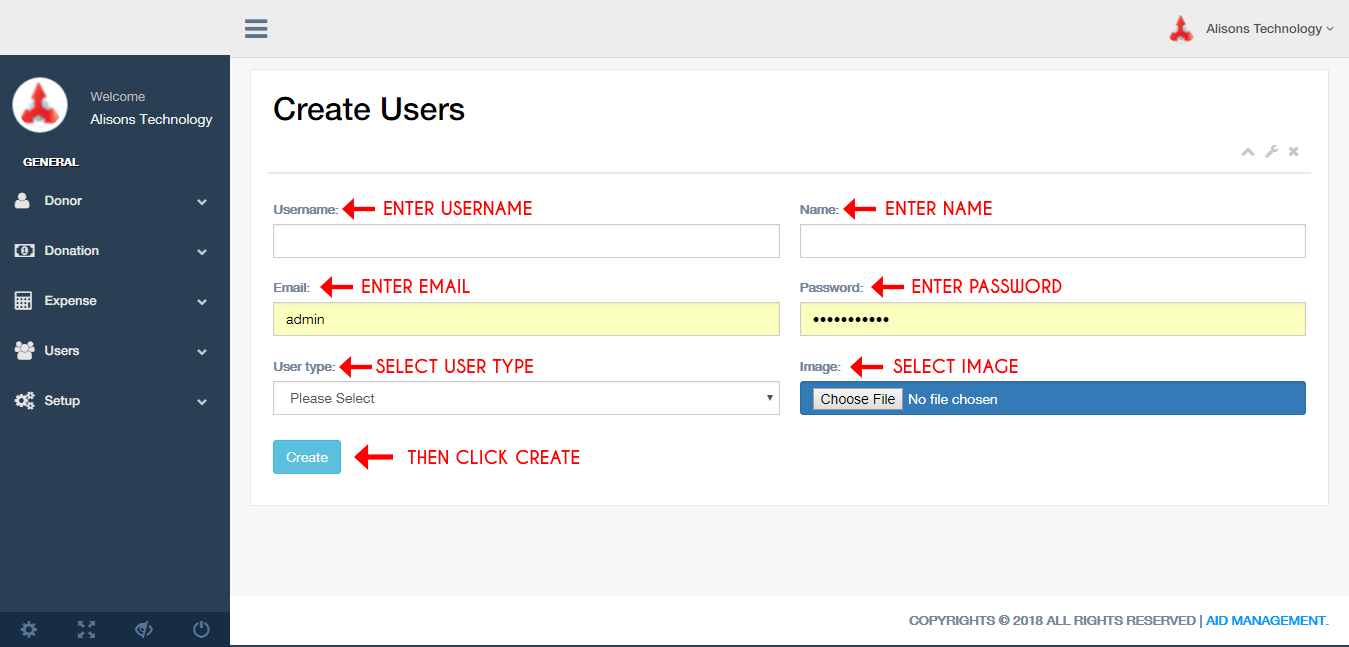 Alisons Technology
Welcome
Alisons Technology
GENERAL
Donor
Donation
Expense
Users
Setup
Create Users
Username: ENTER USERNAME
Name: ENTER NAME
Email: ENTER EMAIL
Password: ENTER PASSWORD
admin
•••••••••••
User type: SELECT USER TYPE
Image: SELECT IMAGE
Please Select
Choose File No file chosen
Create THEN CLICK CREATE
COPYRIGHTS © 2018 ALL RIGHTS RESERVED | AID MANAGEMENT.